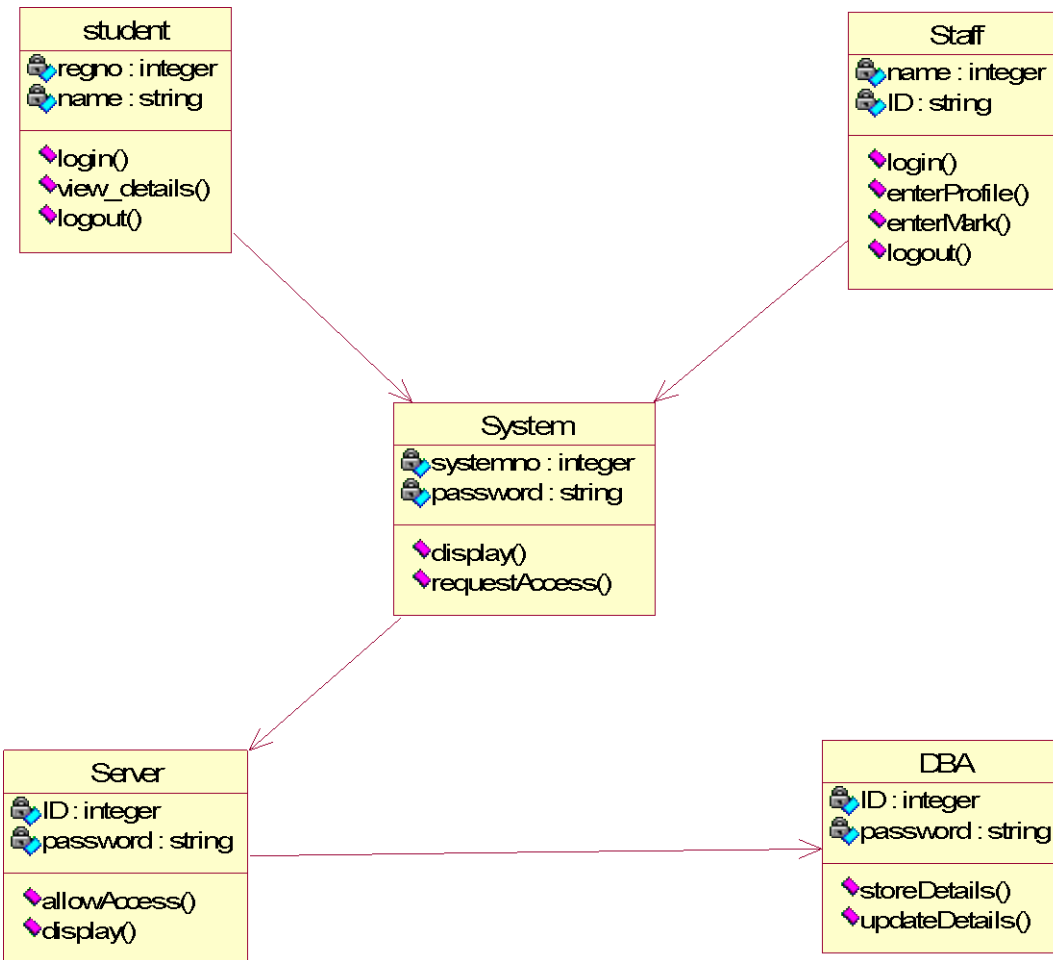 student
regno : integer
name : string
login()
view_details()
logout()
Staff
name : integer
ID : string
login()
enterProfile()
enterMark()
logout()
System
systemno : integer
password : string
display()
requestAccess()
Server
ID : integer
password : string
allowAccess()
display()
DBA
ID : integer
password : string
storeDetails()
updateDetails()